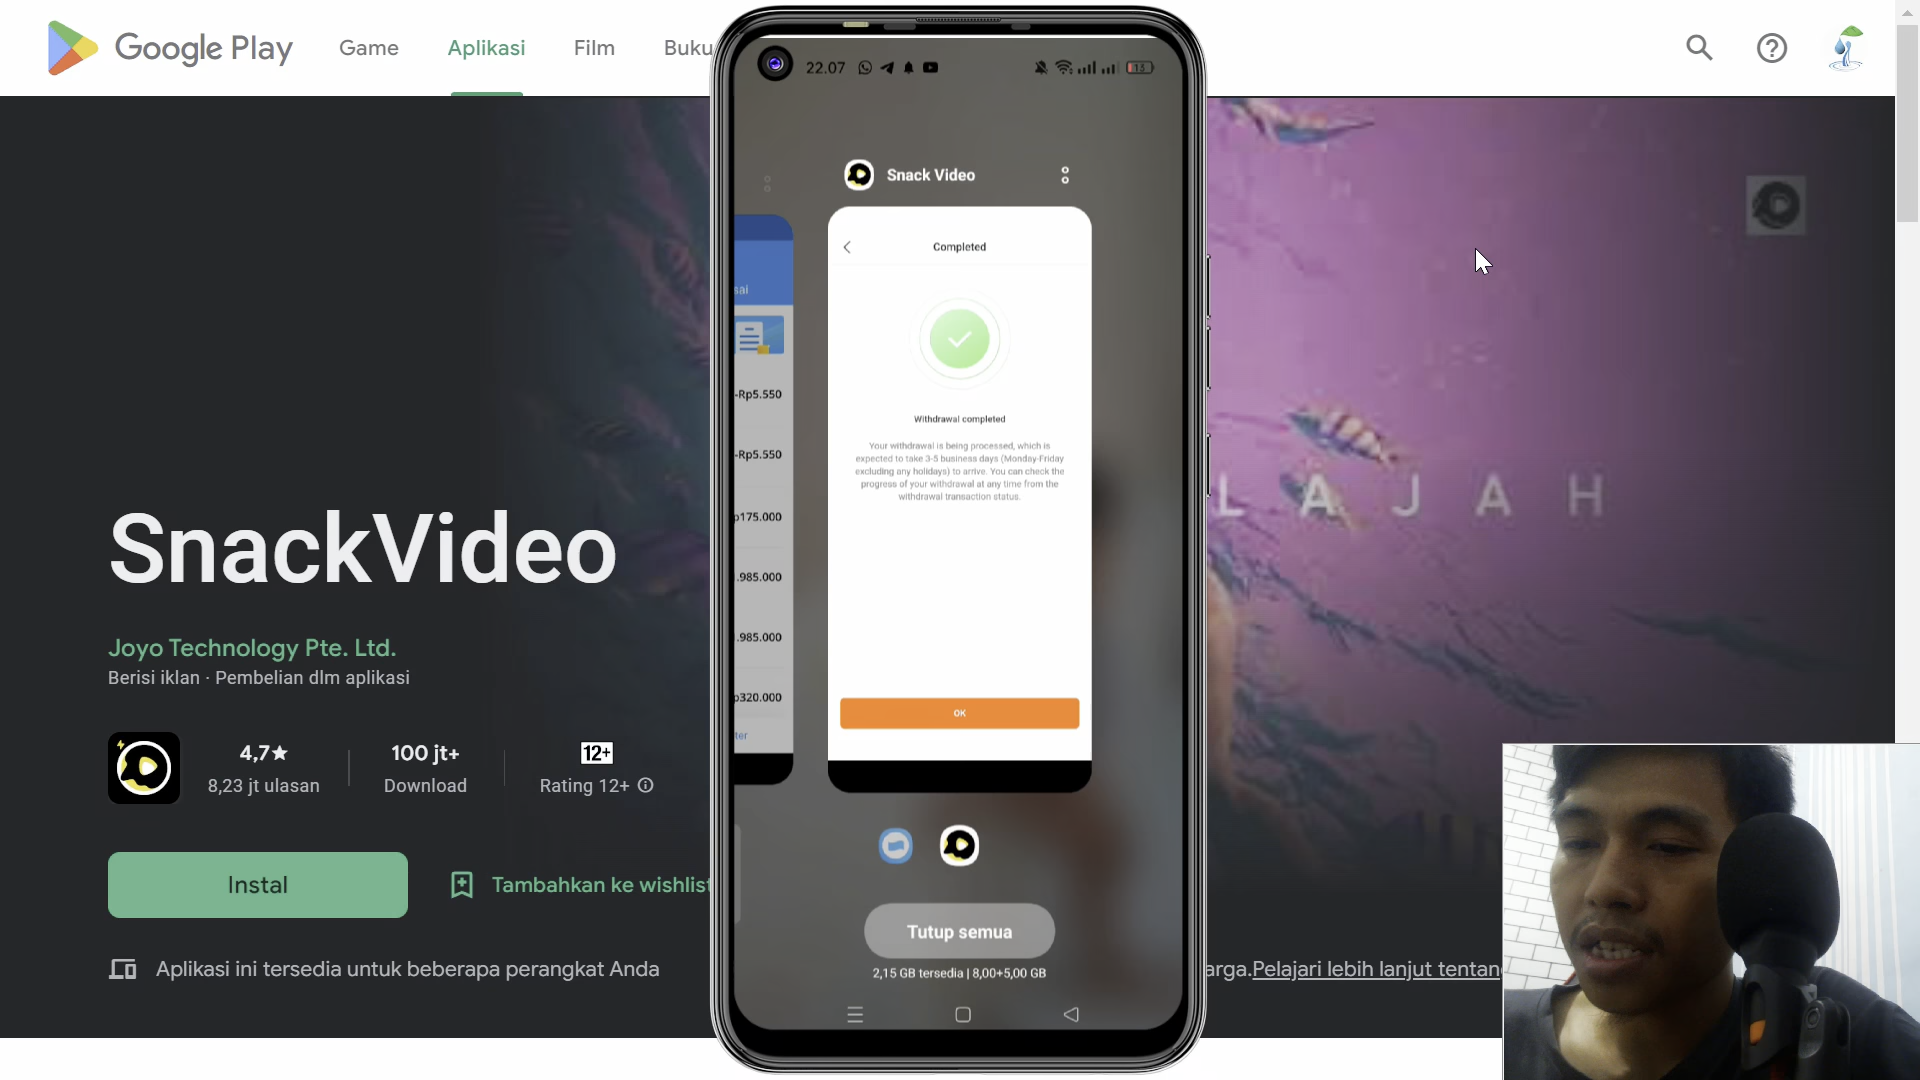 Google Play
Game
Aplikasi
Film
Buku
22.07
13
Snack Video
Completed
sai
-Rp5.550
-Rp5.550
p175.000
.985.000
.985.000
p320.000
ter
Withdrawal completed
Your withdrawal is being processed, which is
expected to take 3-5 business days (Monday-Friday
excluding any holidays) to arrive. You can check the
progress of your withdrawal at any time from the
withdrawal transaction status.
OK
Tutup semua
2,15 GB tersedia | 8,00+5,00 GB
L A J A H
SnackVideo
Joyo Technology Pte. Ltd.
Berisi iklan · Pembelian dlm aplikasi
4,7★
8,23 jt ulasan
100 jt+
Download
12+
Rating 12+
Instal
Tambahkan ke wishlist
Aplikasi ini tersedia untuk beberapa perangkat Anda
arga. Pelajari lebih lanjut tentan